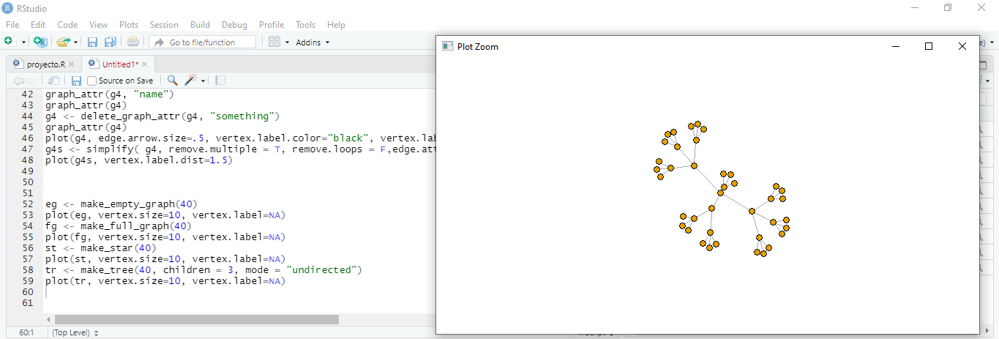 RStudio
File Edit Code View Plots Session Build Debug Profile Tools Help
Go to file/function Addins
Plot Zoom
proyecto.R Untitled1*
Source on Save
42 graph_attr(g4, "name")
43 graph_attr(g4)
44 g4 <- delete_graph_attr(g4, "something")
45 graph_attr(g4)
46 plot(g4, edge.arrow.size=.5, vertex.label.color="black", vertex.lab
47 g4s <- simplify( g4, remove.multiple = T, remove.loops = F,edge.att
48 plot(g4s, vertex.label.dist=1.5)
49
50
51
52 eg <- make_empty_graph(40)
53 plot(eg, vertex.size=10, vertex.label=NA)
54 fg <- make_full_graph(40)
55 plot(fg, vertex.size=10, vertex.label=NA)
56 st <- make_star(40)
57 plot(st, vertex.size=10, vertex.label=NA)
58 tr <- make_tree(40, children = 3, mode = "undirected")
59 plot(tr, vertex.size=10, vertex.label=NA)
60
61
60:1 (Top Level)